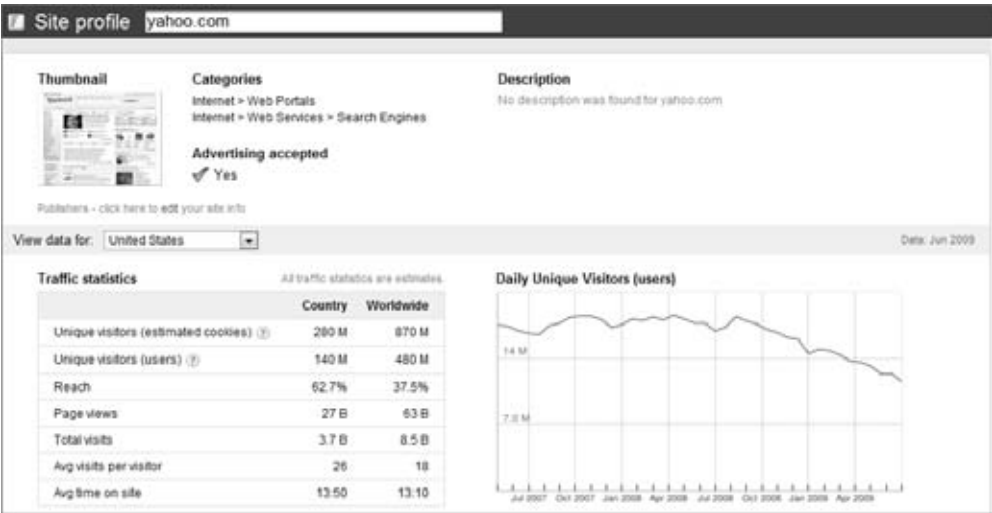 Site profile yahoo.com
Thumbnail
Categories
Internet > Web Portals
Internet > Web Services > Search Engines
Advertising accepted
Yes
Description
No description was found for yahoo.com
Publishers - click here to edit your site info
View data for: United States
Date: Jun 2009
Traffic statistics
All traffic statistics are estimates.
Country Worldwide
Unique visitors (estimated cookies) ? 280 M 870 M
Unique visitors (users) ? 140 M 480 M
Reach 62.7% 37.5%
Page views 27 B 63 B
Total visits 3.7 B 8.5 B
Avg visits per visitor 26 18
Avg time on site 13:50 13:10
Daily Unique Visitors (users)
14 M
7.0 M
Jul 2007 Oct 2007 Jan 2008 Apr 2008 Jul 2008 Oct 2008 Jan 2009 Apr 2009